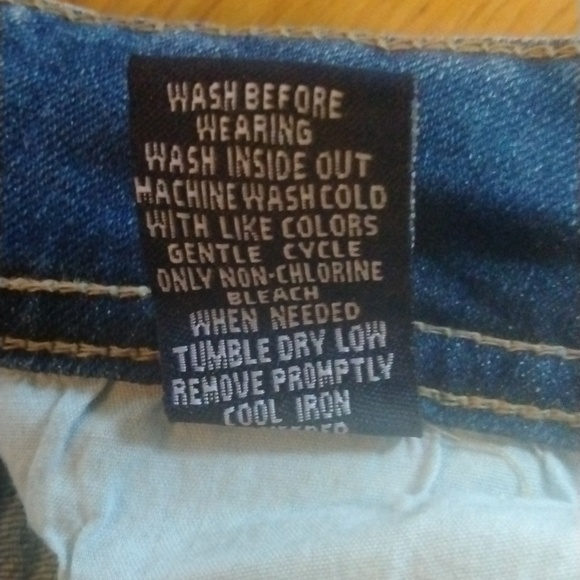 WASH BEFORE
WEARING
WASH INSIDE OUT
MACHINE WASH COLD
WITH LIKE COLORS
GENTLE CYCLE
ONLY NON-CHLORINE
BLEACH
WHEN NEEDED
TUMBLE DRY LOW
REMOVE PROMPTLY
COOL IRON